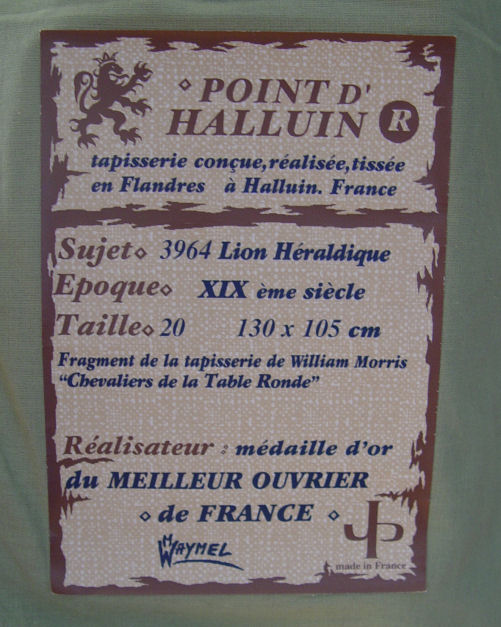 ◇ POINT D'
HALLUIN R
tapisserie conçue,réalisée,tissée
en Flandres à Halluin. France
Sujet◇ 3964 Lion Héraldique
Epoque◇ XIX ème siècle
Taille◇ 20 130 x 105 cm
Fragment de la tapisserie de William Morris
"Chevaliers de la Table Ronde"
Réalisateur : médaille d'or
du MEILLEUR OUVRIER
◇ de FRANCE ◇
M WAYMEL
JP
made in France